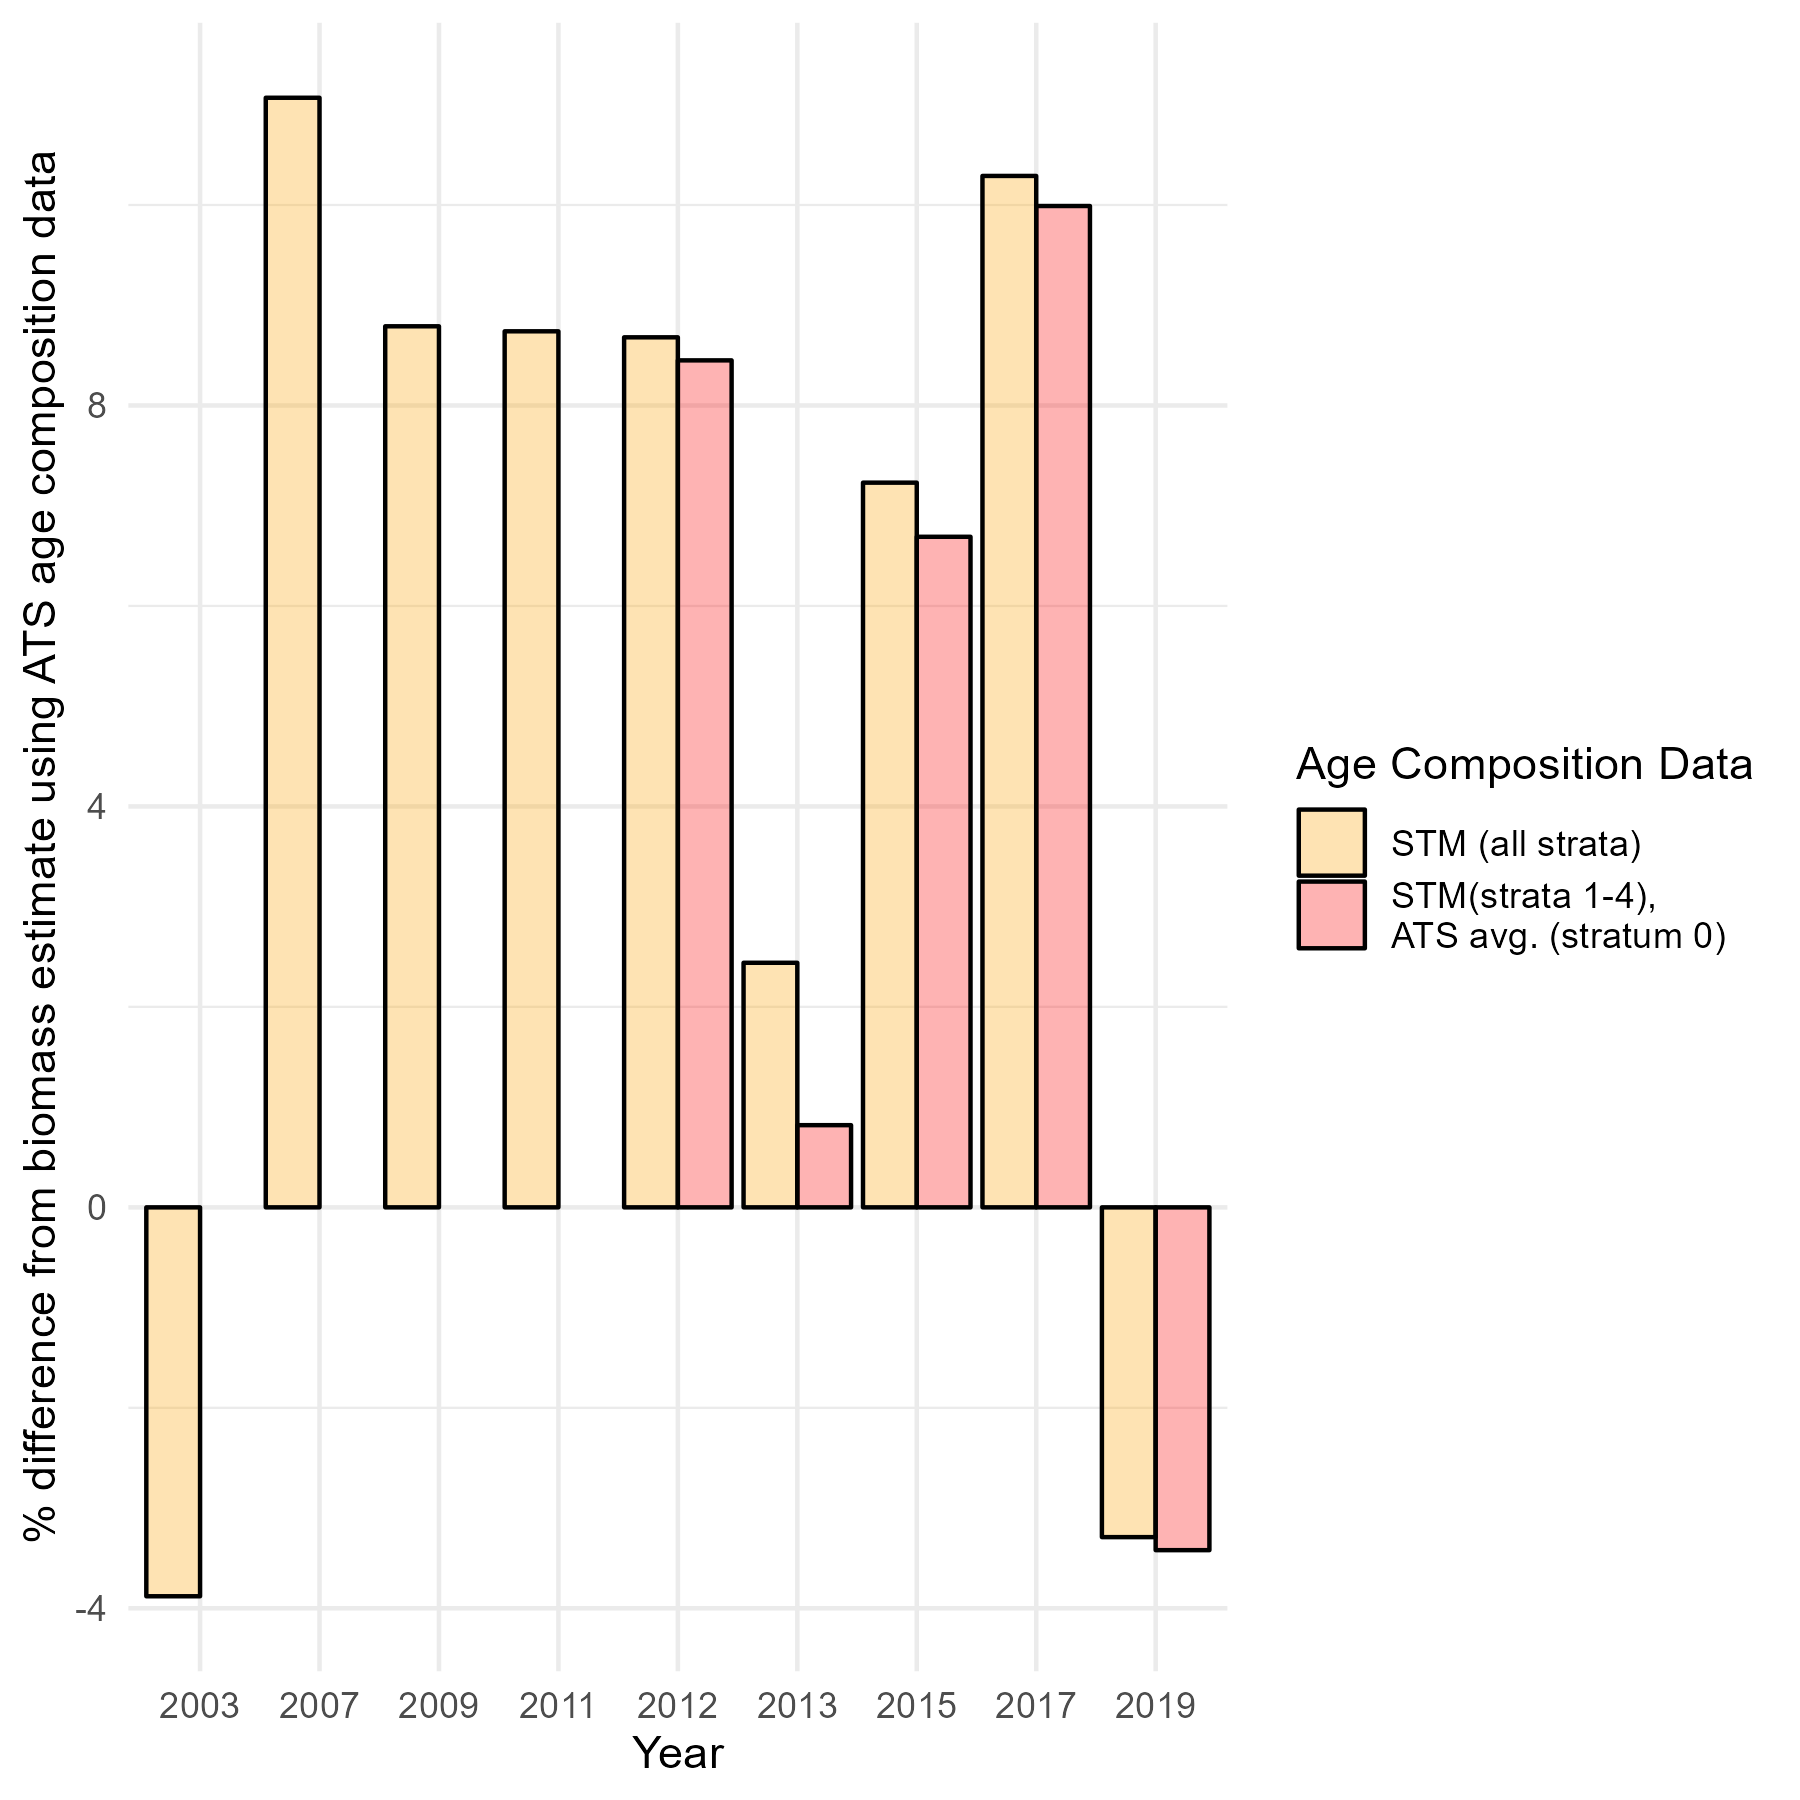 % difference from biomass estimate using ATS age composition data
8
4
0
-4
2003 2007 2009 2011 2012 2013 2015 2017 2019
Year
Age Composition Data
STM (all strata)
STM(strata 1-4),
ATS avg. (stratum 0)